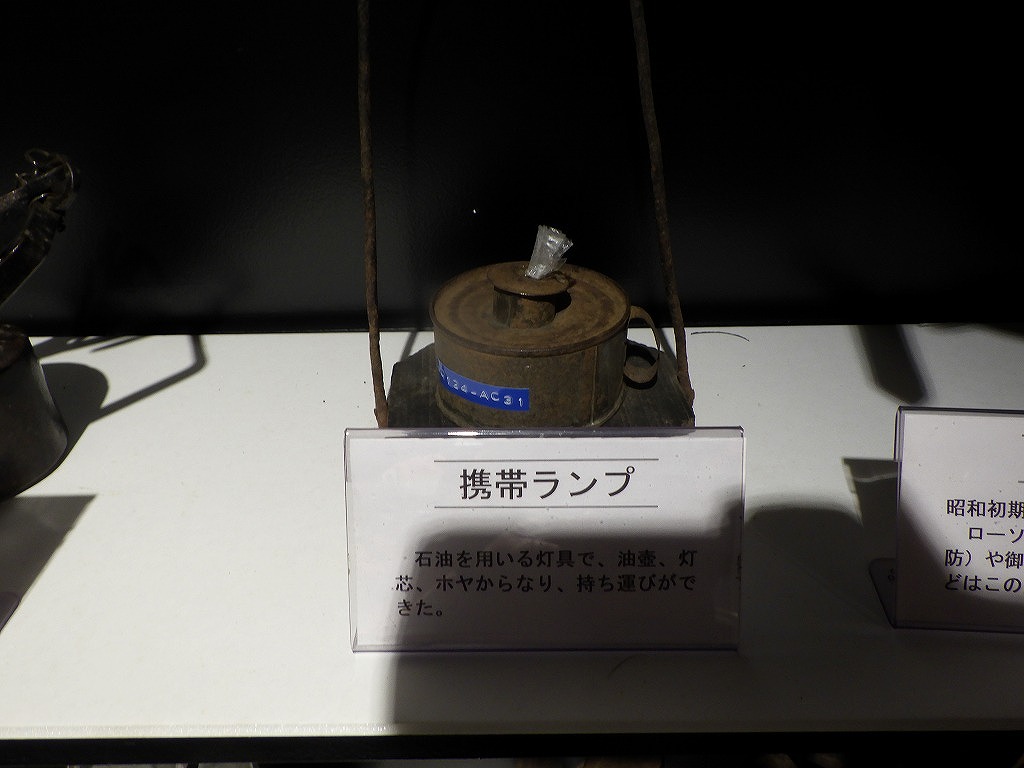 124-AC31
携帯ランプ
石油を用いる灯具で、油壺、灯
芯、ホヤからなり、持ち運びがで
きた。
昭和初期
ローソ
防）や御
どはこの